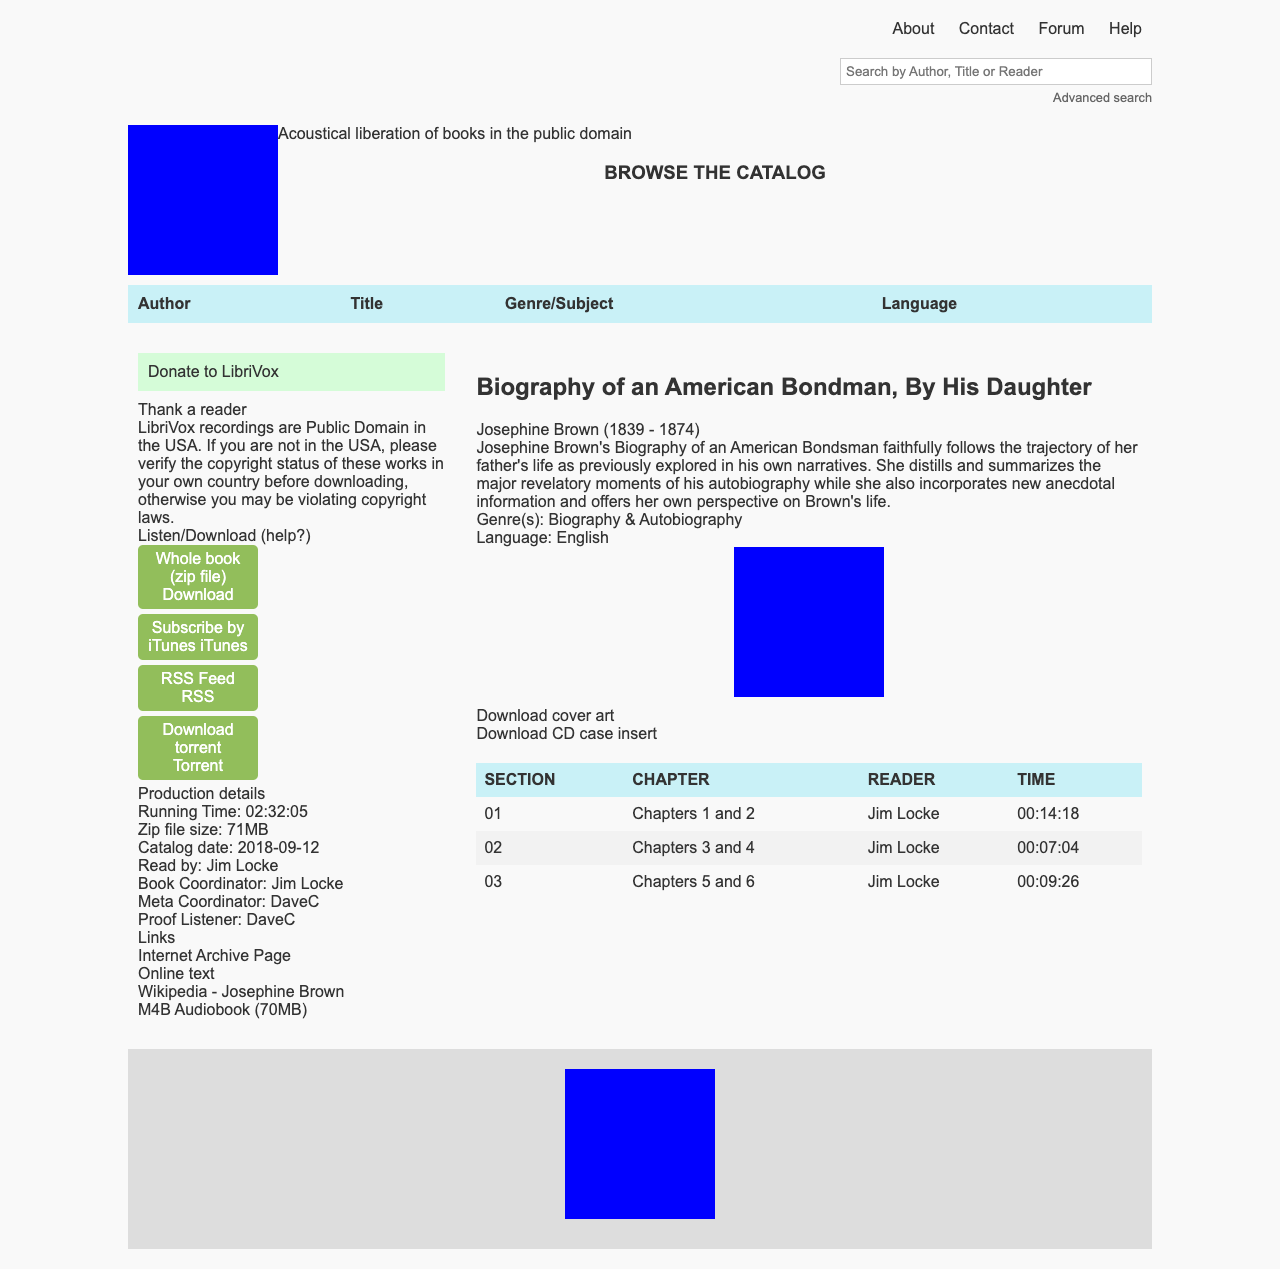 About Contact Forum Help
Search by Author, Title or Reader
Advanced search
Acoustical liberation of books in the public domain
BROWSE THE CATALOG
Author Title Genre/Subject Language
Donate to LibriVox
Thank a reader
LibriVox recordings are Public Domain in
the USA. If you are not in the USA, please
verify the copyright status of these works in
your own country before downloading,
otherwise you may be violating copyright
laws.
Listen/Download (help?)
Whole book
(zip file)
Download
Subscribe by
iTunes iTunes
RSS Feed
RSS
Download
torrent
Torrent
Production details
Running Time: 02:32:05
Zip file size: 71MB
Catalog date: 2018-09-12
Read by: Jim Locke
Book Coordinator: Jim Locke
Meta Coordinator: DaveC
Proof Listener: DaveC
Links
Internet Archive Page
Online text
Wikipedia - Josephine Brown
M4B Audiobook (70MB)
Biography of an American Bondman, By His Daughter
Josephine Brown (1839 - 1874)
Josephine Brown's Biography of an American Bondsman faithfully follows the trajectory of her
father's life as previously explored in his own narratives. She distills and summarizes the
major revelatory moments of his autobiography while she also incorporates new anecdotal
information and offers her own perspective on Brown's life.
Genre(s): Biography & Autobiography
Language: English
Download cover art
Download CD case insert
SECTION CHAPTER READER TIME
01 Chapters 1 and 2 Jim Locke 00:14:18
02 Chapters 3 and 4 Jim Locke 00:07:04
03 Chapters 5 and 6 Jim Locke 00:09:26